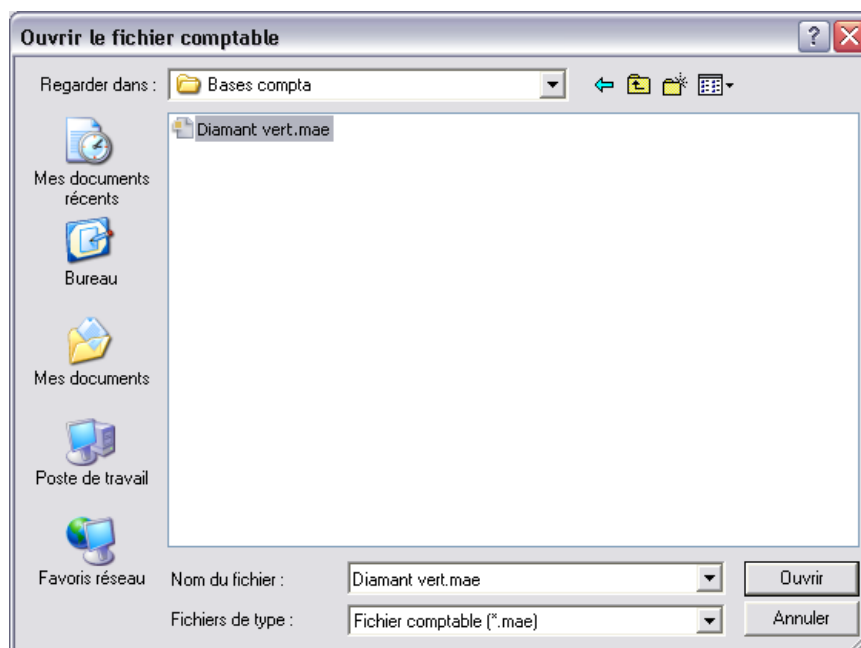 Ouvrir le fichier comptable
?
Regarder dans :
Bases compta
Diamant vert.mae
Mes documents
récents
Bureau
Mes documents
Poste de travail
Favoris réseau
Nom du fichier :
Diamant vert.mae
Ouvrir
Fichiers de type :
Fichier comptable (*.mae)
Annuler